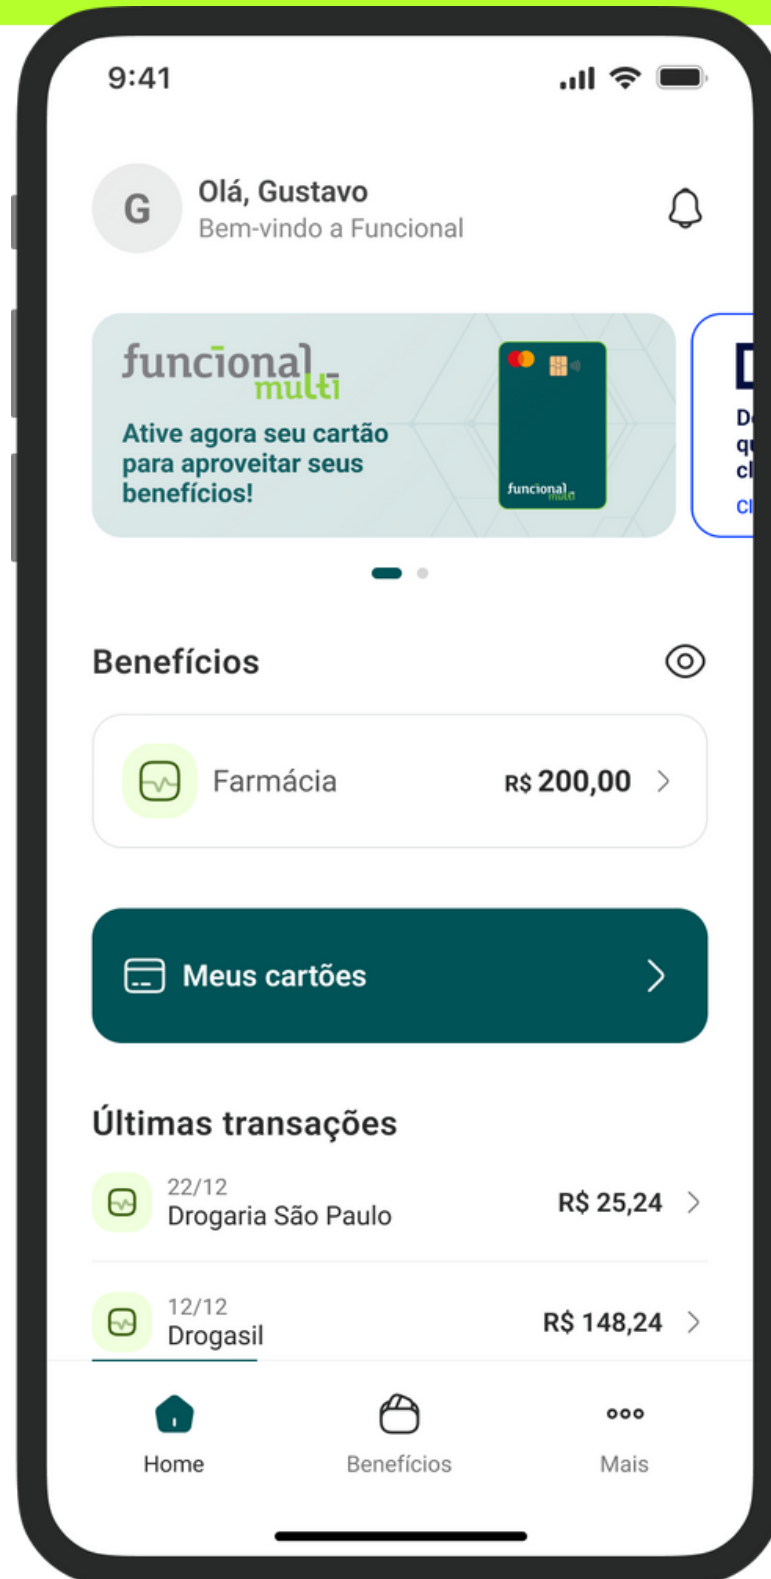 9:41
G
Olá, Gustavo
Bem-vindo a Funcional
funcional
multi
Ative agora seu cartão
para aproveitar seus
benefícios!
funcional
multi
Benefícios
Farmácia
R$ 200,00
Meus cartões
Últimas transações
22/12
Drogaria São Paulo
R$ 25,24
12/12
Drogasil
R$ 148,24
Home
Benefícios
Mais